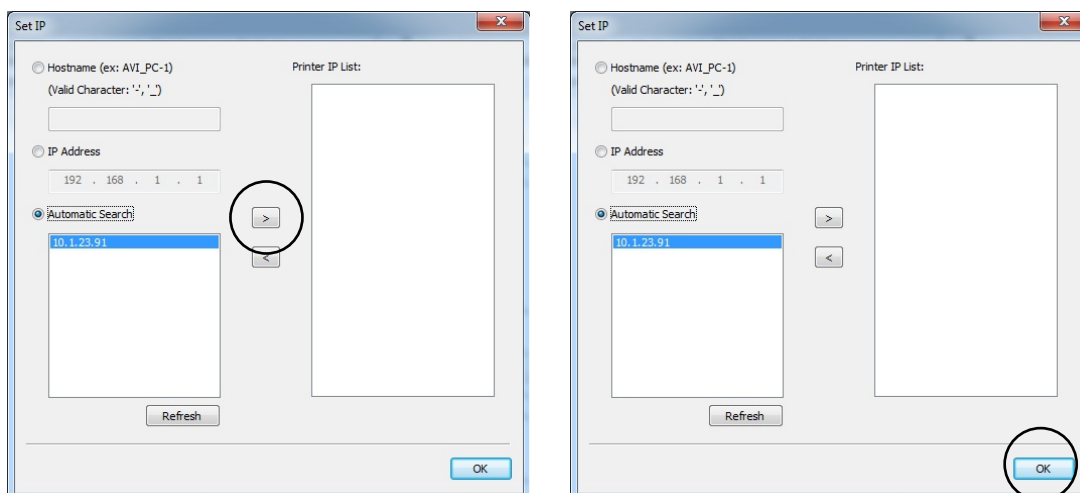 Set IP
Hostname (ex: AVI_PC-1)
(Valid Character: '-', '_')
IP Address
192 . 168 . 1 . 1
Automatic Search
10.1.23.91
Refresh
>
<
Printer IP List:
OK
Set IP
Hostname (ex: AVI_PC-1)
(Valid Character: '-', '_')
IP Address
192 . 168 . 1 . 1
Automatic Search
10.1.23.91
Refresh
>
<
Printer IP List:
OK